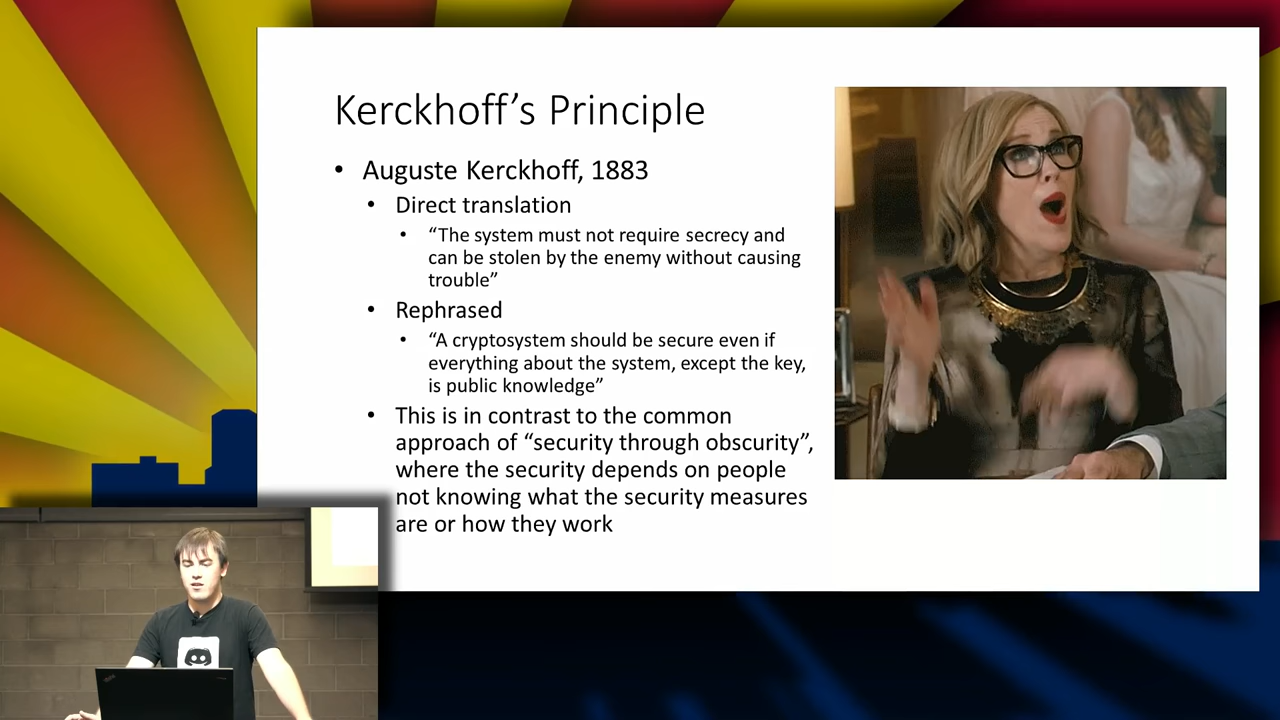 Kerckhoff’s Principle
• Auguste Kerckhoff, 1883
• Direct translation
• “The system must not require secrecy and
can be stolen by the enemy without causing
trouble”
• Rephrased
• “A cryptosystem should be secure even if
everything about the system, except the key,
is public knowledge”
• This is in contrast to the common
approach of “security through obscurity”,
where the security depends on people
not knowing what the security measures
are or how they work